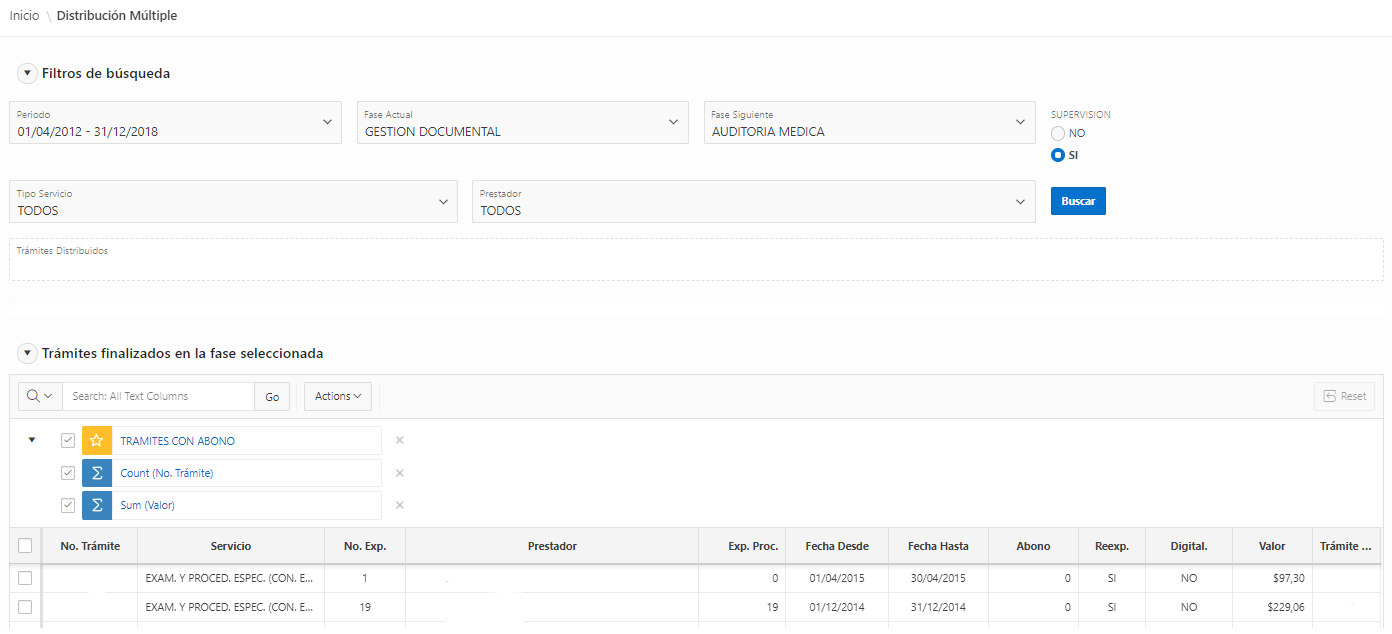 Inicio \ Distribución Múltiple
Filtros de búsqueda
Periodo
01/04/2012 - 31/12/2018
Fase Actual
GESTION DOCUMENTAL
Fase Siguiente
AUDITORIA MEDICA
SUPERVISION
NO
SI
Tipo Servicio
TODOS
Prestador
TODOS
Buscar
Trámites Distribuidos
Trámites finalizados en la fase seleccionada
Search: All Text Columns
Go
Actions
Reset
TRAMITES CON ABONO
Count (No. Trámite)
Sum (Valor)
No. Trámite Servicio No. Exp. Prestador Exp. Proc. Fecha Desde Fecha Hasta Abono Reexp. Digital. Valor Trámite ...
EXAM. Y PROCED. ESPEC. (CON. E... 1 0 01/04/2015 30/04/2015 0 SI NO $97,30
EXAM. Y PROCED. ESPEC. (CON. E... 19 19 01/12/2014 31/12/2014 0 SI NO $229,06